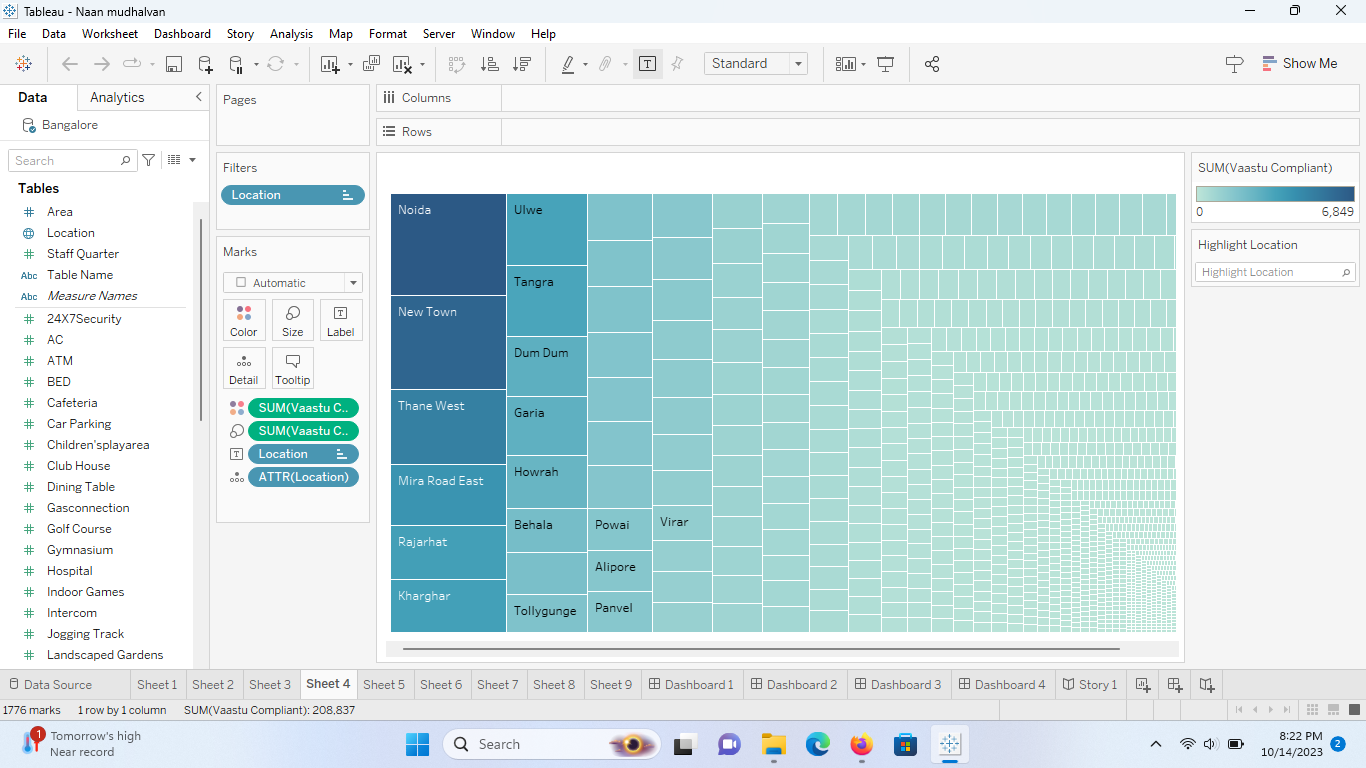 Tableau - Naan mudhalvan
File Data Worksheet Dashboard Story Analysis Map Format Server Window Help
Standard
Show Me
Data
Analytics
Bangalore
Search
Tables
Area
Location
Staff Quarter
Abc Table Name
Abc Measure Names
24X7Security
AC
ATM
BED
Cafeteria
Car Parking
Children'splayarea
Club House
Dining Table
Gasconnection
Golf Course
Gymnasium
Hospital
Indoor Games
Intercom
Jogging Track
Landscaped Gardens
Pages
Filters
Location
Marks
Automatic
Color
Size
Label
Detail
Tooltip
SUM(Vaastu C..
SUM(Vaastu C..
Location
ATTR(Location)
Columns
Rows
Noida
New Town
Thane West
Mira Road East
Rajarhat
Kharghar
Ulwe
Tangra
Dum Dum
Garia
Howrah
Behala
Tollygunge
Powai
Alipore
Panvel
Virar
SUM(Vaastu Compliant)
0
6,849
Highlight Location
Highlight Location
Data Source
Sheet 1
Sheet 2
Sheet 3
Sheet 4
Sheet 5
Sheet 6
Sheet 7
Sheet 8
Sheet 9
Dashboard 1
Dashboard 2
Dashboard 3
Dashboard 4
Story 1
1776 marks
1 row by 1 column
SUM(Vaastu Compliant): 208,837
1
Tomorrow's high
Near record
Search
8:22 PM
10/14/2023
2